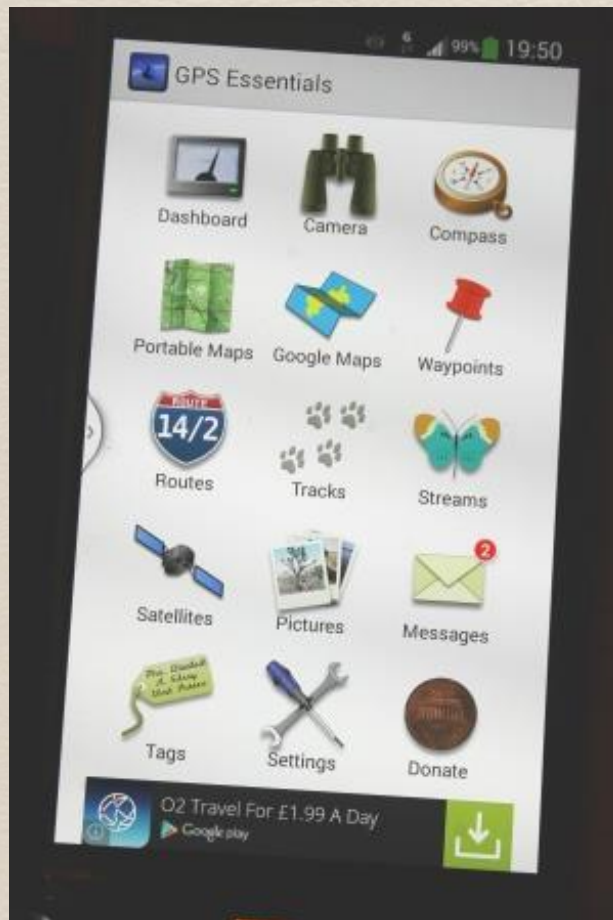 6
99% 19:50
GPS Essentials
Dashboard Camera Compass
Portable Maps Google Maps Waypoints
ROUTE
14/2
Routes Tracks Streams
2
Satellites Pictures Messages
Tags Settings Donate
O2 Travel For £1.99 A Day
Google play